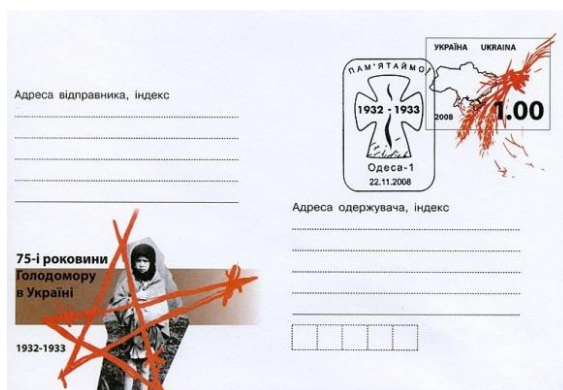 УКРАЇНА UKRAINA
2008
1.00
ПАМ'ЯТАЙМО!
1932 - 1933
Одеса-1
22.11.2008
Адреса відправника, індекс
Адреса одержувача, індекс
75-і роковини
Голодомору
в Україні
1932-1933